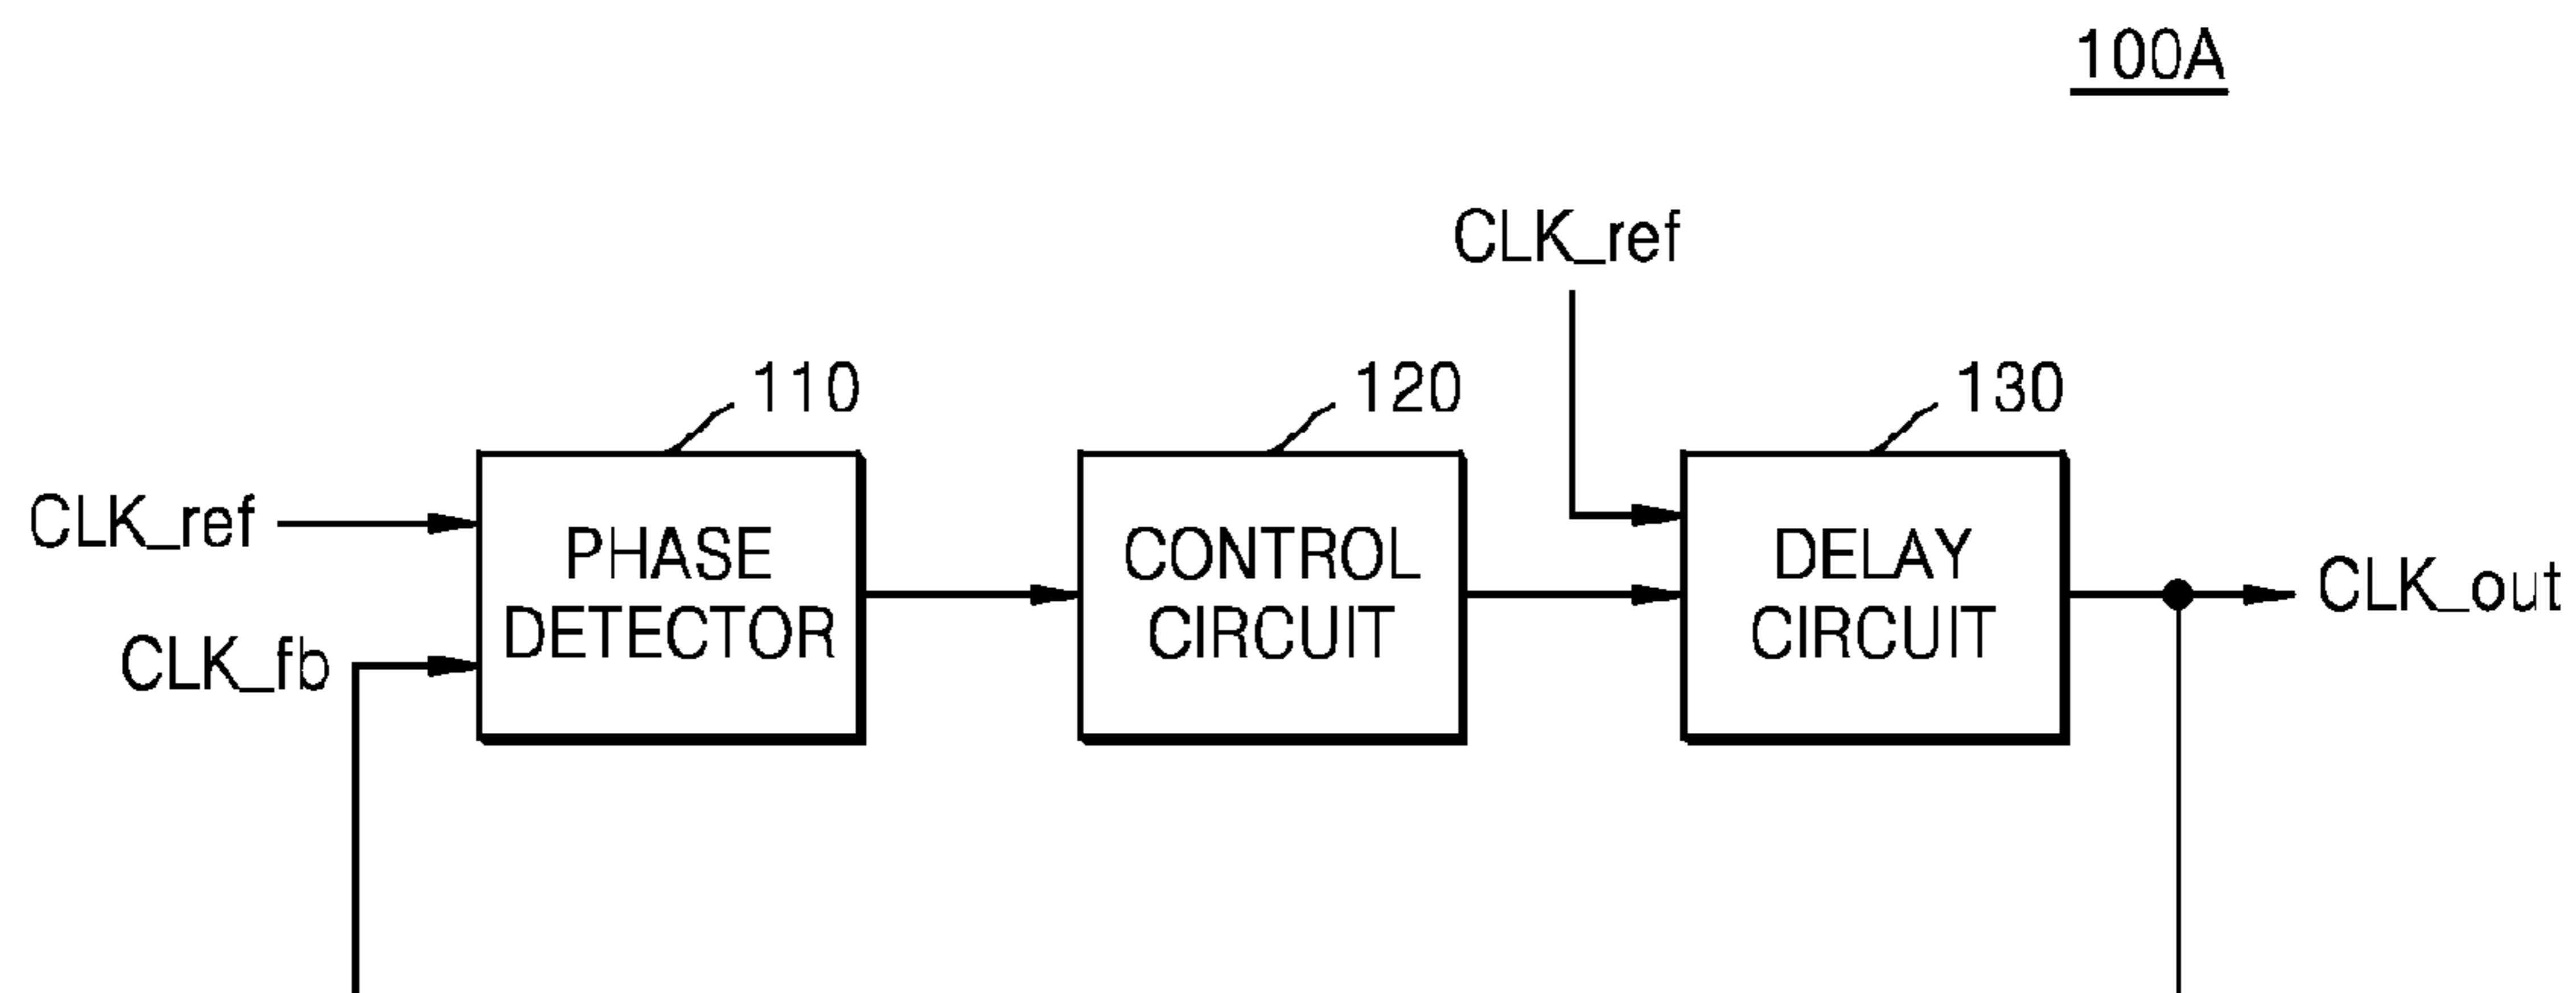 100A
CLK_ref
110
120
130
CLK_ref
PHASE
DETECTOR
CONTROL
CIRCUIT
DELAY
CIRCUIT
CLK_out
CLK_fb